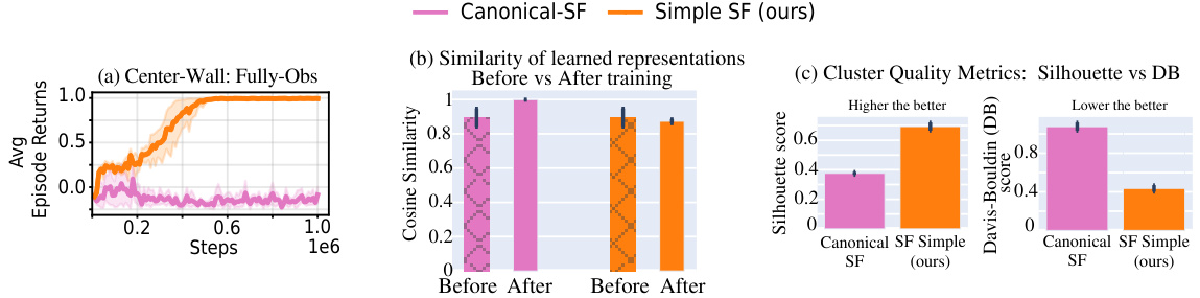 Canonical-SF Simple SF (ours)
(a) Center-Wall: Fully-Obs
Avg
Episode Returns
1.0
0.5
0.0
0.2 0.6 1.0
Steps 1e6
(b) Similarity of learned representations
Before vs After training
Cosine Similarity
1
0.8
0.6
0.4
0.2
0
Before After Before After
(c) Cluster Quality Metrics: Silhouette vs DB
Higher the better
Silhouette score
0.6
0.4
0.2
0
Canonical SF Simple
SF (ours)
Lower the better
Davis-Bouldin (DB)
score
0.8
0.4
0
Canonical SF Simple
SF (ours)